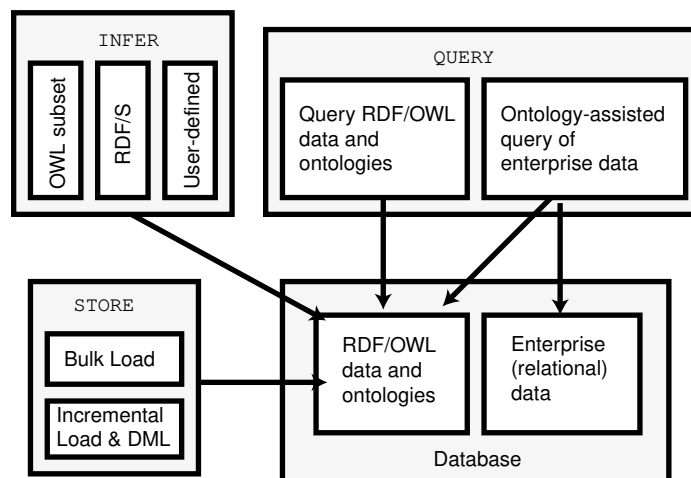 INFER
OWL subset
RDF/S
User-defined
QUERY
Query RDF/OWL
data and
ontologies
Ontology-assisted
query of
enterprise data
STORE
Bulk Load
Incremental
Load & DML
RDF/OWL
data and
ontologies
Enterprise
(relational)
data
Database